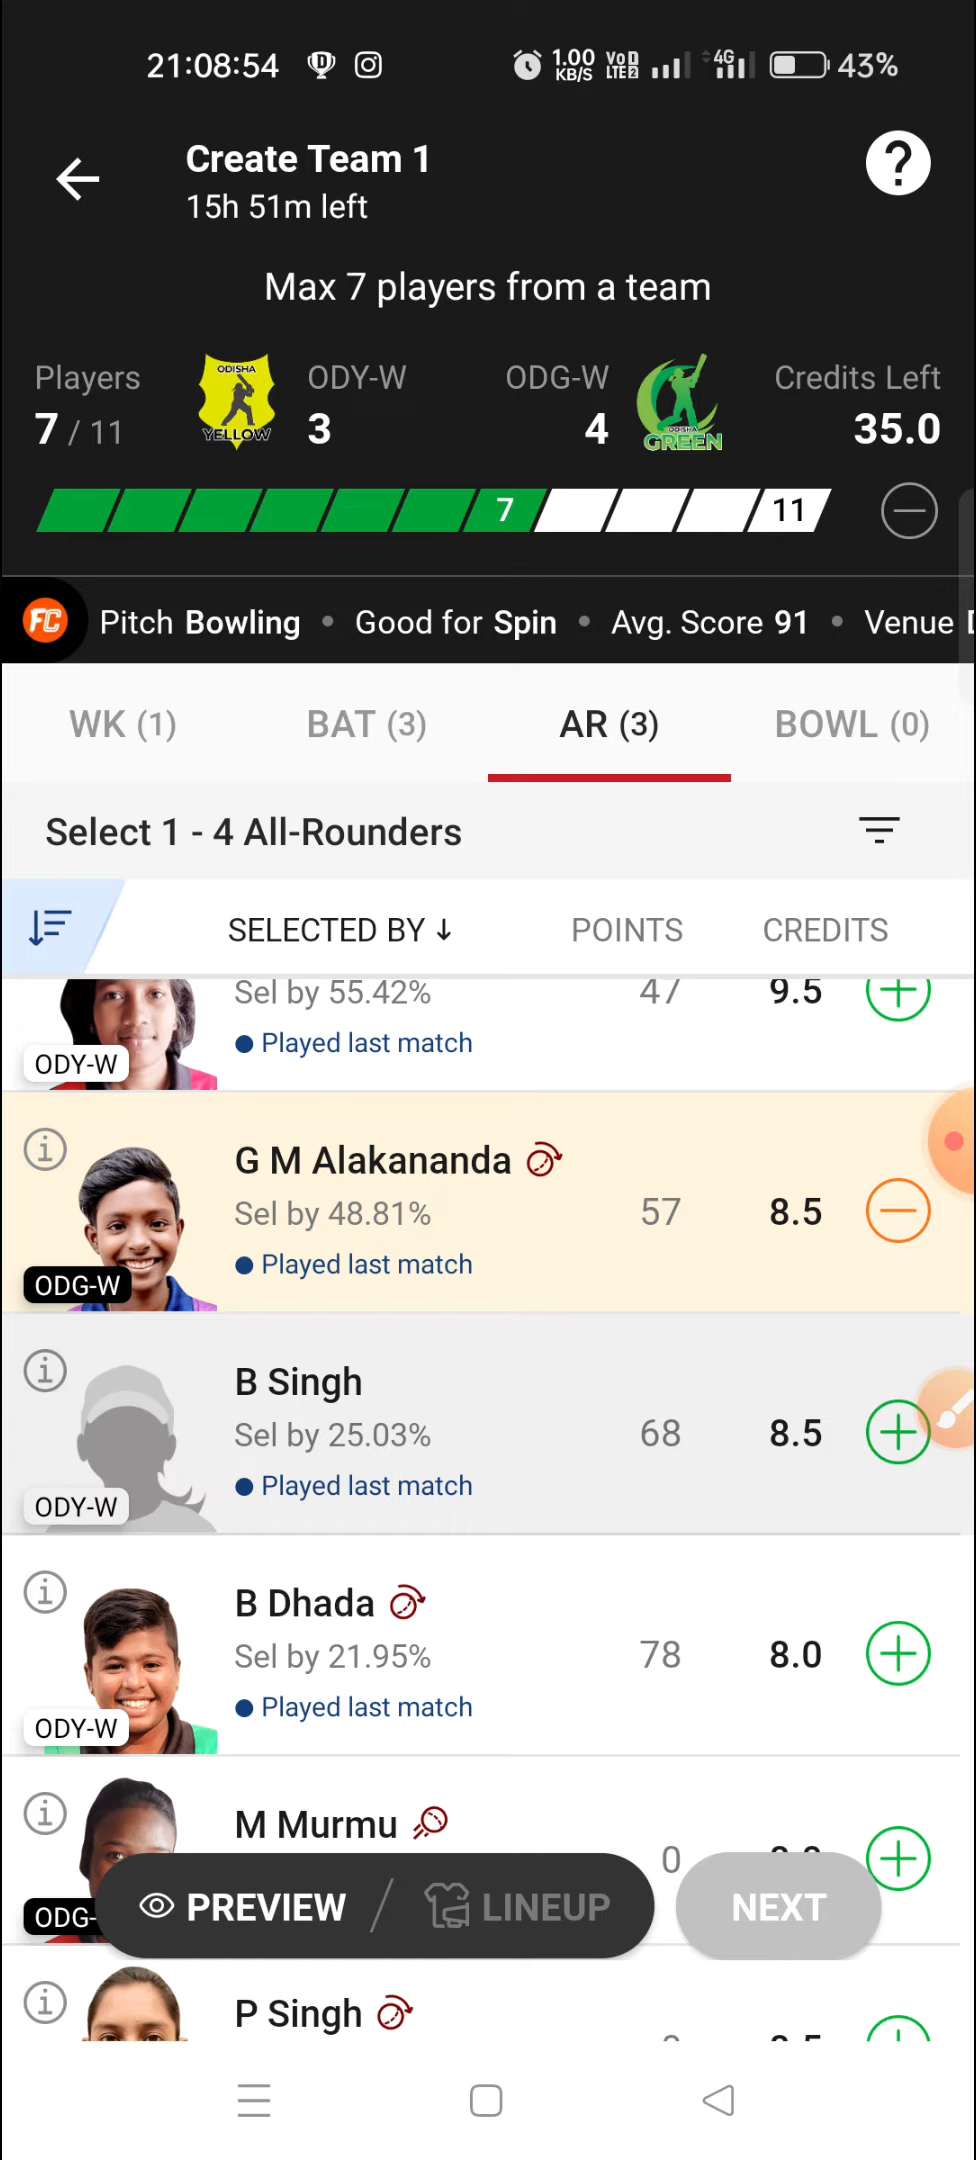 21:08:54 1.00 KB/S VoD LTE2 4G 43%
Create Team 1
15h 51m left
?
Max 7 players from a team
Players ODY-W ODG-W Credits Left
7 / 11 3 4 35.0
ODISHA YELLOW
ODISHA GREEN
7 11
FC Pitch Bowling • Good for Spin • Avg. Score 91 • Venue
WK (1) BAT (3) AR (3) BOWL (0)
Select 1 - 4 All-Rounders
SELECTED BY ↓ POINTS CREDITS
Sel by 55.42% 47 9.5
Played last match
ODY-W
G M Alakananda
Sel by 48.81% 57 8.5
Played last match
ODG-W
B Singh
Sel by 25.03% 68 8.5
Played last match
ODY-W
B Dhada
Sel by 21.95% 78 8.0
Played last match
ODY-W
M Murmu
0
ODG-
PREVIEW / LINEUP NEXT
P Singh